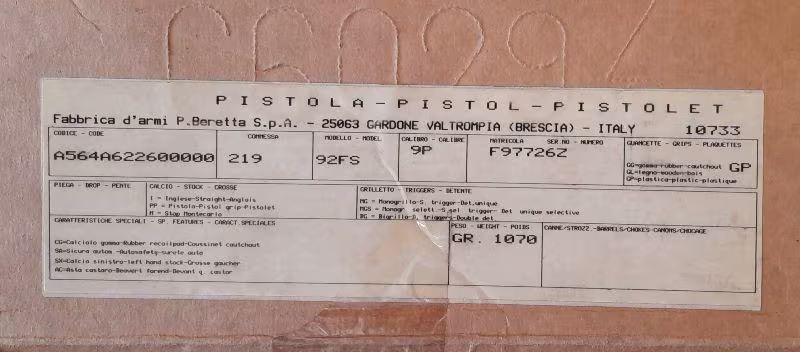 PISTOLA-PISTOL-PISTOLET
Fabbrica d'armi P.Beretta S.p.A. - 25063 GARDONE VALTROMPIA (BRESCIA) - ITALY 10733
CODICE - CODE
A564A622600000
COMMESSA
219
MODELLO - MODEL
92FS
CALIBRO - CALIBRE
9P
MATRICOLA SER.NO - NUMERO
F97726Z
GUANCETTE - GRIPS - PLAQUETTES
GG=gomma-rubber-cautchout GP
GL=legno-wooden-bois
GP=plastica-plastic-plastique
PIEGA - DROP - PENTE
CALCIO - STOCK - CROSSE
I = Inglese-Straight-Anglais
PP = Pistola-Pistol grip-Pistolet
M = Stop Montecarlo
GRILLETTO - TRIGGERS - DETENTE
MG = Monogrillo-S. trigger-Det.unique
MGS = Monogr. selett.-S.sel trigger- Det unique selective
BG = Bigrillo-D. triggers-Double det.
CARATTERISTICHE SPECIALI - SP. FEATURES - CARACT.SPECIALES
CG=Calciolo gomma-Rubber recoilpad-Coussinet cautchout
SA=Sicura autom.-Autosafety-surete auto
SX=Calcio sinistro-left hand stock-Crosse gaucher
AC=Asta castoro-Beavert forend-Devant q. castor
PESO - WEIGHT - POIDS
GR. 1070
CANNE/STROZZ.-BARRELS/CHOKES-CANONS/CHOCAGE